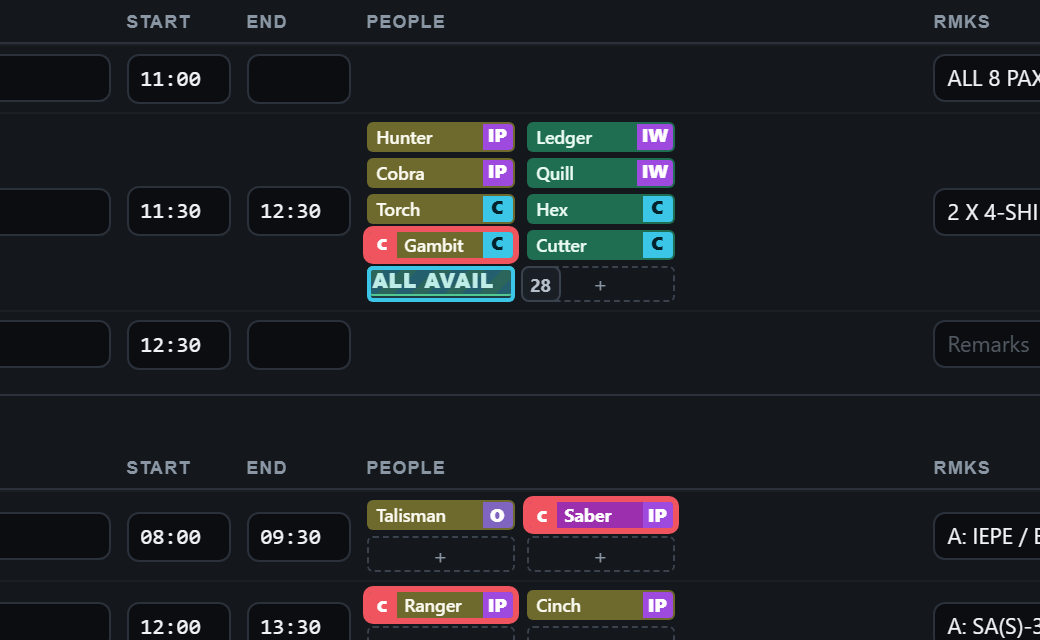 START END PEOPLE RMKS
11:00 ALL 8 PAX
Hunter IP Ledger IW
Cobra IP Quill IW
11:30 12:30 Torch C Hex C 2 X 4-SHI
c Gambit C Cutter C
ALL AVAIL 28 +
12:30 Remarks
START END PEOPLE RMKS
Talisman O c Saber IP
08:00 09:30 A: IEPE /
+ +
c Ranger IP Cinch IP
12:00 13:30 A: SA(S)-3